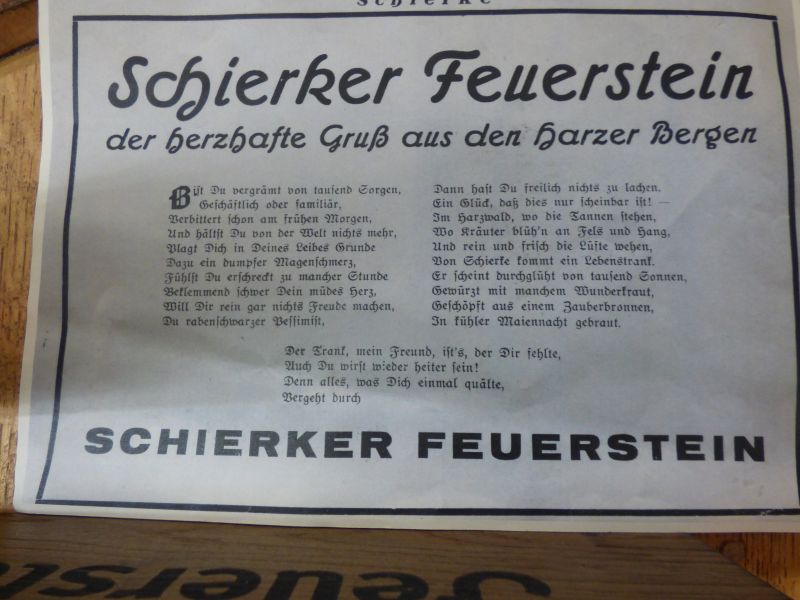 Schierke
Schierker Feuerstein
der herzhafte Gruß aus den Harzer Bergen
Bist Du vergrämt von tausend Sorgen,
Geschäftlich oder familiär,
Verbittert schon am frühen Morgen,
Und hältst Du von der Welt nichts mehr,
Plagt Dich in Deines Leibes Grunde
Dazu ein dumpfer Magenschmerz,
Fühlst Du erschreckt zu mancher Stunde
Beklemmend schwer Dein müdes Herz,
Will Dir rein gar nichts Freude machen,
Du rabenschwarzer Pessimist,
Dann hast Du freilich nichts zu lachen.
Ein Glück, daß dies nur scheinbar ist! —
Im Harzwald, wo die Tannen stehen,
Wo Kräuter blüh'n an Fels und Hang,
Und rein und frisch die Lüfte wehen,
Von Schierke kommt ein Lebenstrank.
Er scheint durchglüht von tausend Sonnen,
Gewürzt mit manchem Wunderkraut,
Geschöpft aus einem Zauberbronnen,
In kühler Maiennacht gebraut.
Der Trank, mein Freund, ist's, der Dir fehlte,
Auch Du wirst wieder heiter sein!
Denn alles, was Dich einmal quälte,
Vergeht durch
SCHIERKER FEUERSTEIN